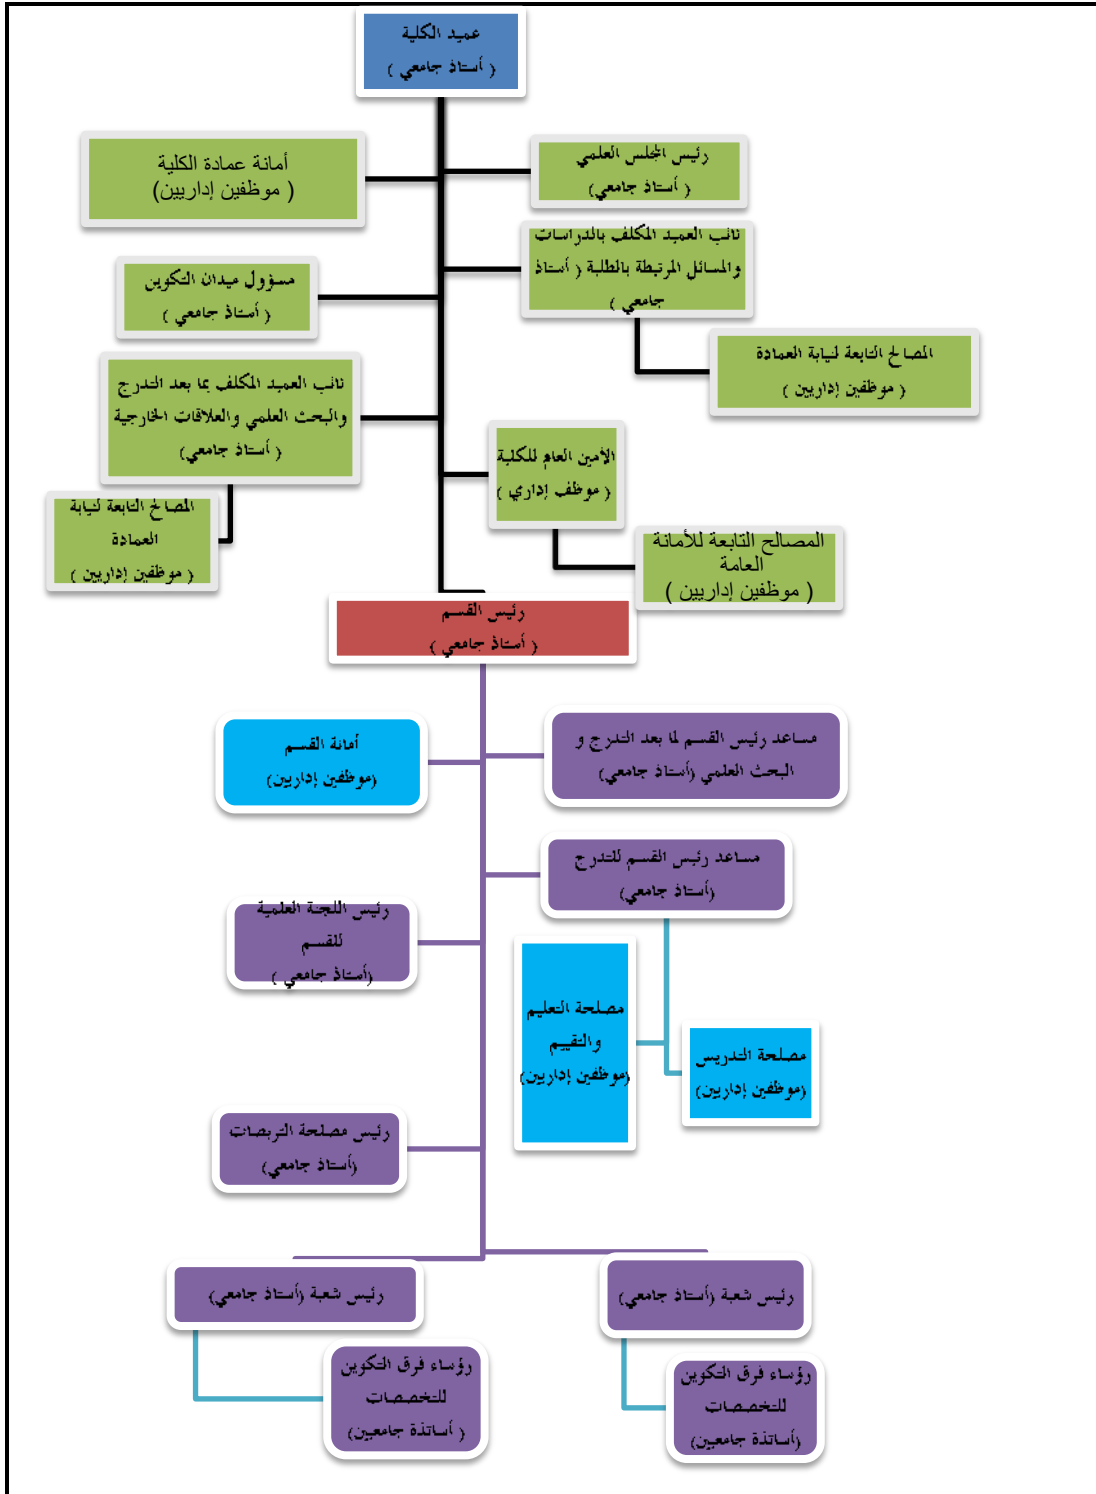 عميد الكلية
( أستاذ جامعي )
رئيس المجلس العلمي
( أستاذ جامعي)
أمانة عمادة الكلية
( موظفين إداريين)
نائب العميد المكلف بالدراسات
والمسائل المرتبطة بالطلبة ( أستاذ
جامعي )
مسؤول ميدان التكوين
( أستاذ جامعي )
المصالح التابعة لنيابة العمادة
( موظفين إداريين )
نائب العميد المكلف بما بعد التدرج
والبحث العلمي والعلاقات الخارجية
( أستاذ جامعي)
الأمين العام للكلية
( موظف إداري )
المصالح التابعة لنيابة
العمادة
( موظفين إداريين )
المصالح التابعة للأمانة
العامة
( موظفين إداريين )
رئيس القسم
( أستاذ جامعي )
مساعد رئيس القسم لما بعد التدرج و
البحث العلمي (أستاذ جامعي)
أمانة القسم
(موظفين إداريين)
مساعد رئيس القسم للتدرج
(أستاذ جامعي)
رئيس اللجنة العلمية
للقسم
(أستاذ جامعي )
مصلحة التعليم
والتقييم
(موظفين إداريين)
مصلحة التدريس
(موظفين إداريين)
رئيس مصلحة التربصات
(أستاذ جامعي)
رئيس شعبة (أستاذ جامعي)
رئيس شعبة (أستاذ جامعي)
رؤساء فرق التكوين
للتخصصات
(أساتذة جامعيين)
رؤساء فرق التكوين
للتخصصات
( أساتذة جامعيين)